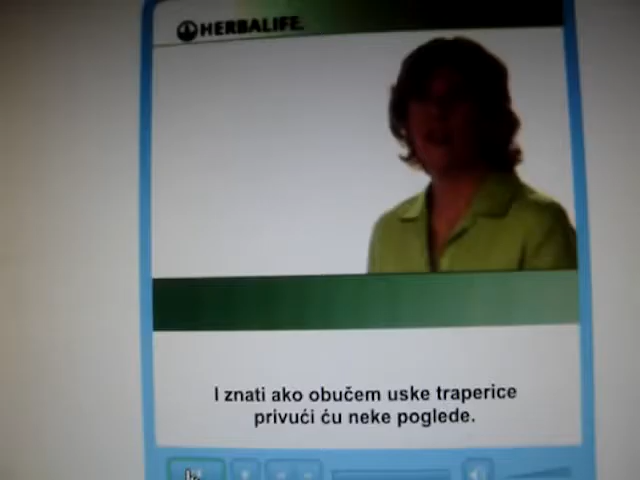 HERBALIFE.
I znati ako obučem uske traperice
privući ću neke poglede.